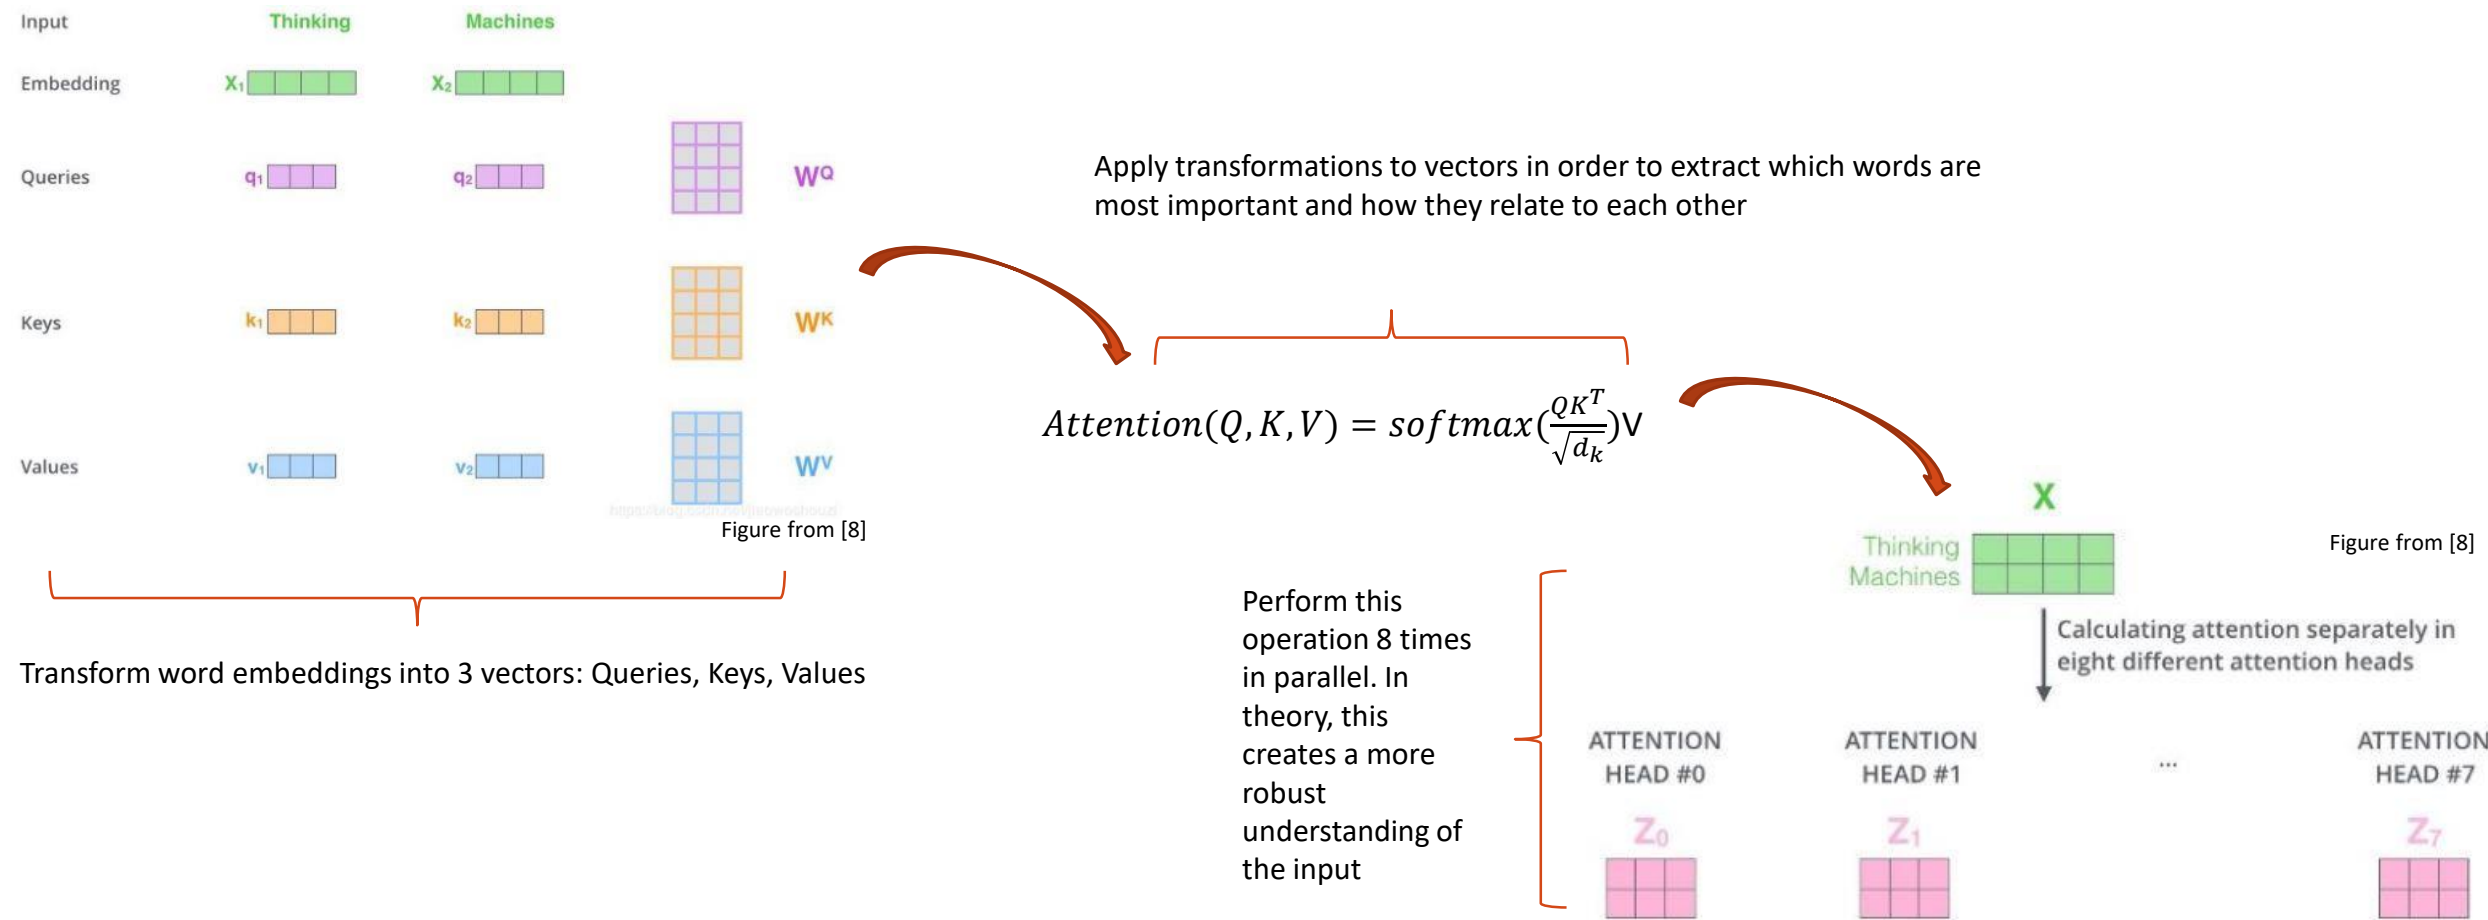 Input Thinking Machines
Embedding X₁ X₂
Queries q₁ q₂ W^Q
Keys k₁ k₂ W^K
Values v₁ v₂ W^V
Figure from [8]
Transform word embeddings into 3 vectors: Queries, Keys, Values
Apply transformations to vectors in order to extract which words are
most important and how they relate to each other
Attention(Q, K, V) = softmax(QK^T/√d_k)V
Perform this
operation 8 times
in parallel. In
theory, this
creates a more
robust
understanding of
the input
X
Thinking
Machines
Figure from [8]
Calculating attention separately in
eight different attention heads
ATTENTION
HEAD #0
ATTENTION
HEAD #1
...
ATTENTION
HEAD #7
Z₀ Z₁ Z₇